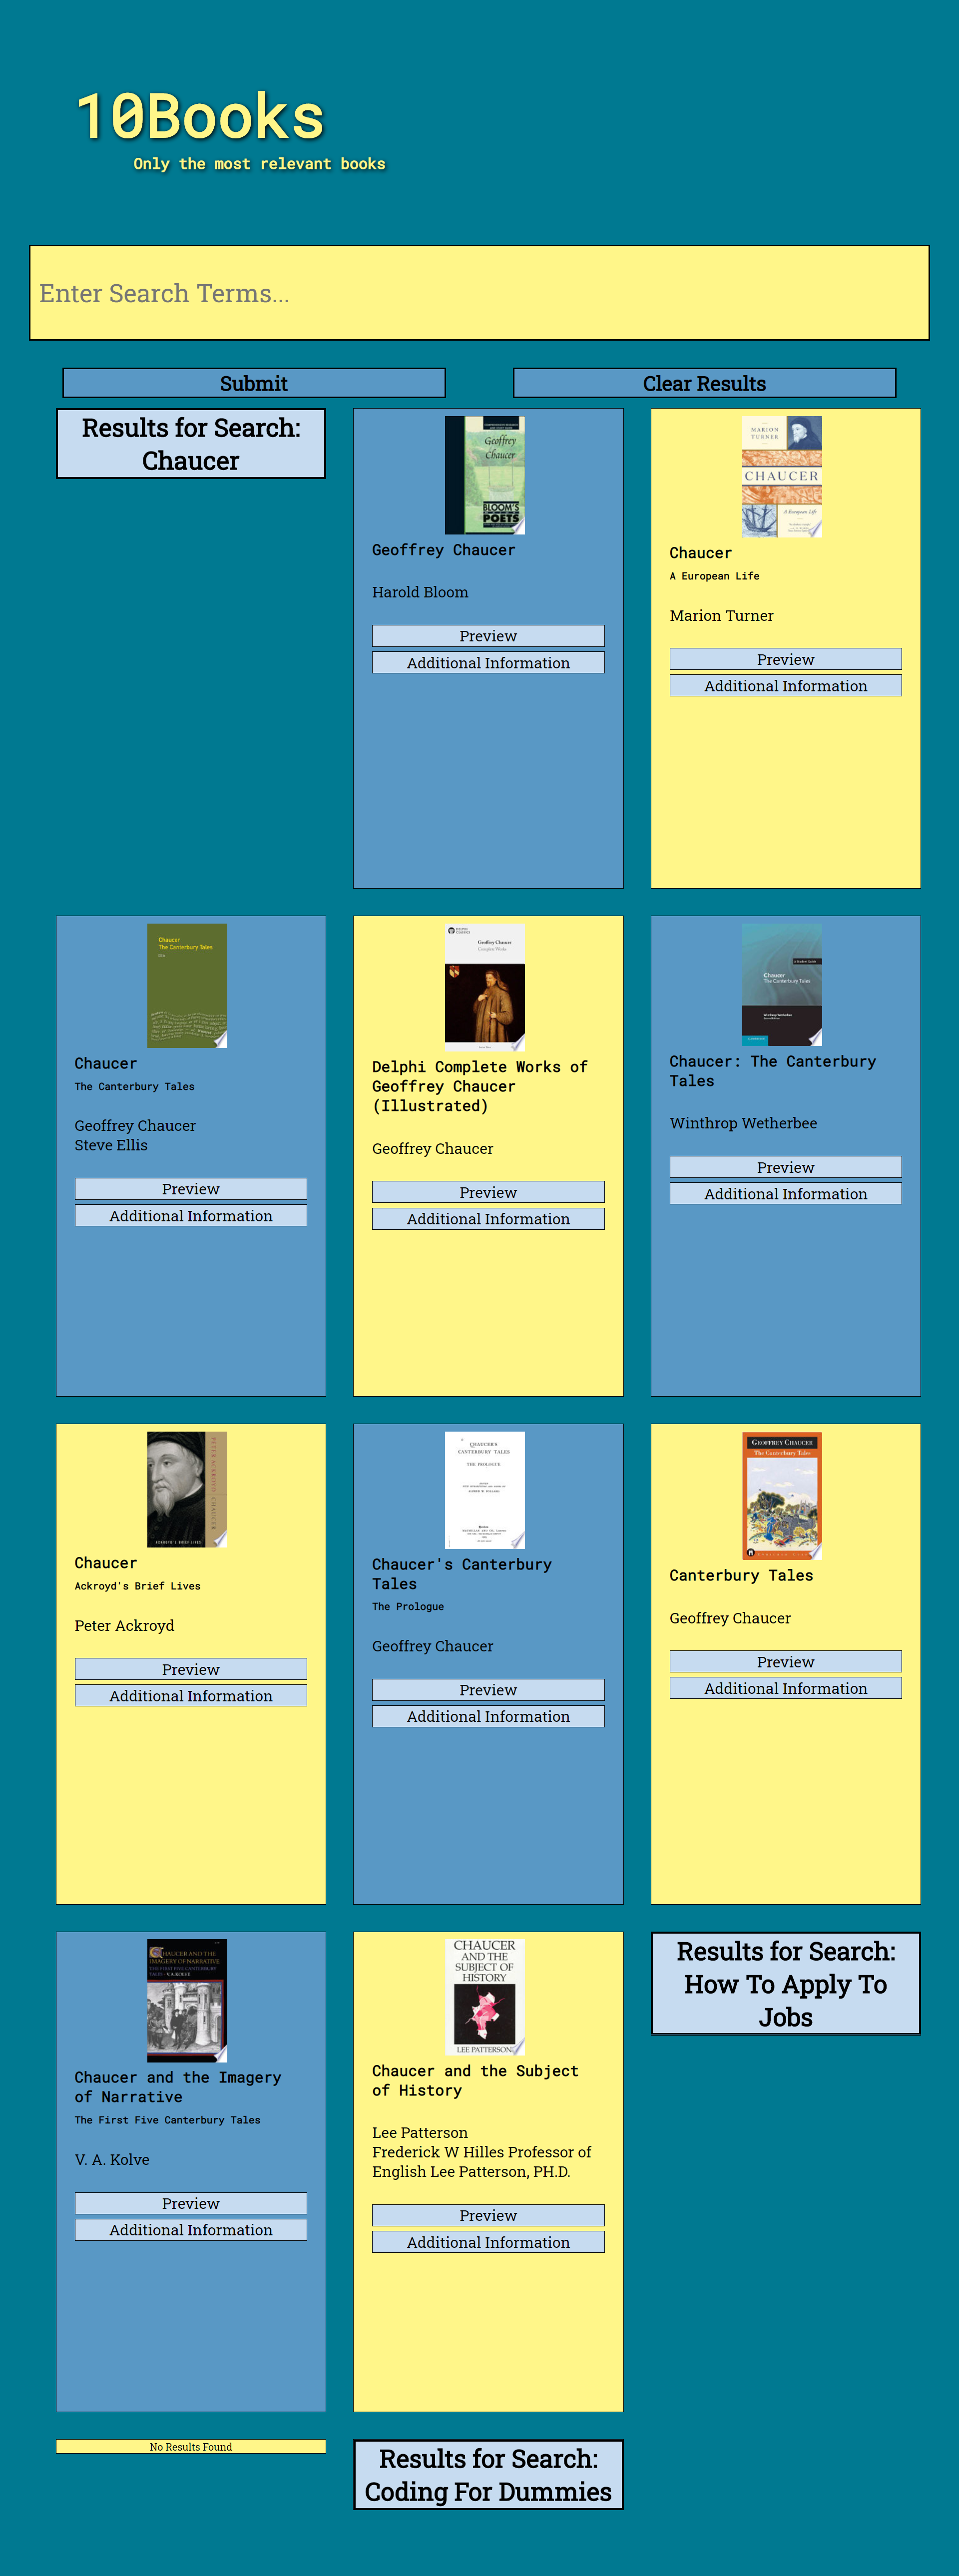 10Books
Only the most relevant books
Enter Search Terms...
Submit
Clear Results
Results for Search:
Chaucer
Geoffrey
Chaucer
BLOOM'S
POETS
Geoffrey Chaucer
Harold Bloom
Preview
Additional Information
MARION
TURNER
CHAUCER
A European Life
Chaucer
A European Life
Marion Turner
Preview
Additional Information
Chaucer
The Canterbury Tales
Ellis
Chaucer
The Canterbury Tales
Geoffrey Chaucer
Steve Ellis
Preview
Additional Information
Geoffrey Chaucer
Complete Works
Delphi Complete Works of
Geoffrey Chaucer
(Illustrated)
Geoffrey Chaucer
Preview
Additional Information
A Student Guide
Chaucer
The Canterbury Tales
Winthrop Wetherbee
Chaucer: The Canterbury
Tales
Winthrop Wetherbee
Preview
Additional Information
PETER ACKROYD CHAUCER
ACKROYD'S BRIEF LIVES
Chaucer
Ackroyd's Brief Lives
Peter Ackroyd
Preview
Additional Information
CHAUCER'S
CANTERBURY TALES
THE PROLOGUE
Chaucer's Canterbury
Tales
The Prologue
Geoffrey Chaucer
Preview
Additional Information
GEOFFREY CHAUCER
The Canterbury Tales
Canterbury Tales
Geoffrey Chaucer
Preview
Additional Information
CHAUCER AND THE
IMAGERY OF NARRATIVE
THE FIRST FIVE CANTERBURY
TALES · V. A. KOLVE
Chaucer and the Imagery
of Narrative
The First Five Canterbury Tales
V. A. Kolve
Preview
Additional Information
CHAUCER
AND THE
SUBJECT OF
HISTORY
LEE PATTERSON
Chaucer and the Subject
of History
Lee Patterson
Frederick W Hilles Professor of
English Lee Patterson, PH.D.
Preview
Additional Information
Results for Search:
How To Apply To
Jobs
No Results Found
Results for Search:
Coding For Dummies